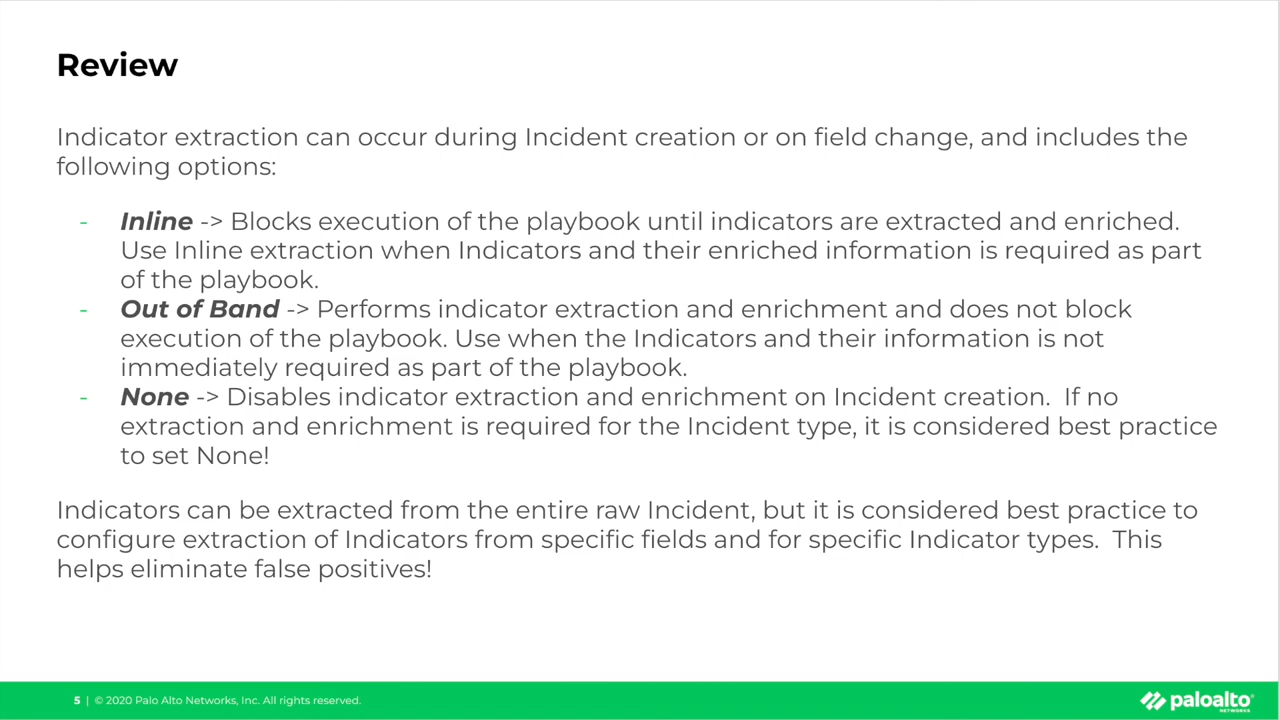 Review
Indicator extraction can occur during Incident creation or on field change, and includes the
following options:
- Inline -> Blocks execution of the playbook until indicators are extracted and enriched.
Use Inline extraction when Indicators and their enriched information is required as part
of the playbook.
- Out of Band -> Performs indicator extraction and enrichment and does not block
execution of the playbook. Use when the Indicators and their information is not
immediately required as part of the playbook.
- None -> Disables indicator extraction and enrichment on Incident creation.  If no
extraction and enrichment is required for the Incident type, it is considered best practice
to set None!
Indicators can be extracted from the entire raw Incident, but it is considered best practice to
configure extraction of Indicators from specific fields and for specific Indicator types.  This
helps eliminate false positives!
5 | © 2020 Palo Alto Networks, Inc. All rights reserved.
paloalto
NETWORKS